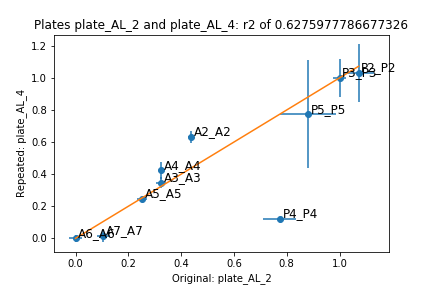 Plates plate_AL_2 and plate_AL_4: r2 of 0.6275977786677326
1.2
1.0
0.8
0.6
0.4
0.2
0.0
Repeated: plate_AL_4
P2_P2
P3_P3
P5_P5
A2_A2
A4_A4
A3_A3
A5_A5
P4_P4
A7_A7
A6_A6
0.0 0.2 0.4 0.6 0.8 1.0
Original: plate_AL_2